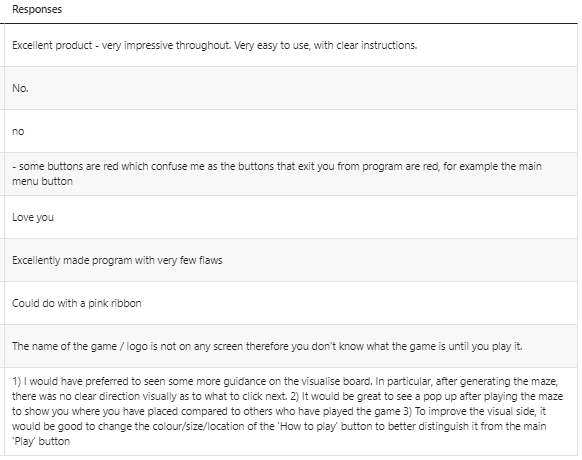 Responses
Excellent product - very impressive throughout. Very easy to use, with clear instructions.
No.
no
- some buttons are red which confuse me as the buttons that exit you from program are red, for example the main
menu button
Love you
Excellently made program with very few flaws
Could do with a pink ribbon
The name of the game / logo is not on any screen therefore you don't know what the game is until you play it.
1) I would have preferred to seen some more guidance on the visualise board. In particular, after generating the maze,
there was no clear direction visually as to what to click next. 2) It would be great to see a pop up after playing the maze
to show you where you have placed compared to others who have played the game 3) To improve the visual side, it
would be good to change the colour/size/location of the 'How to play' button to better distinguish it from the main
'Play' button